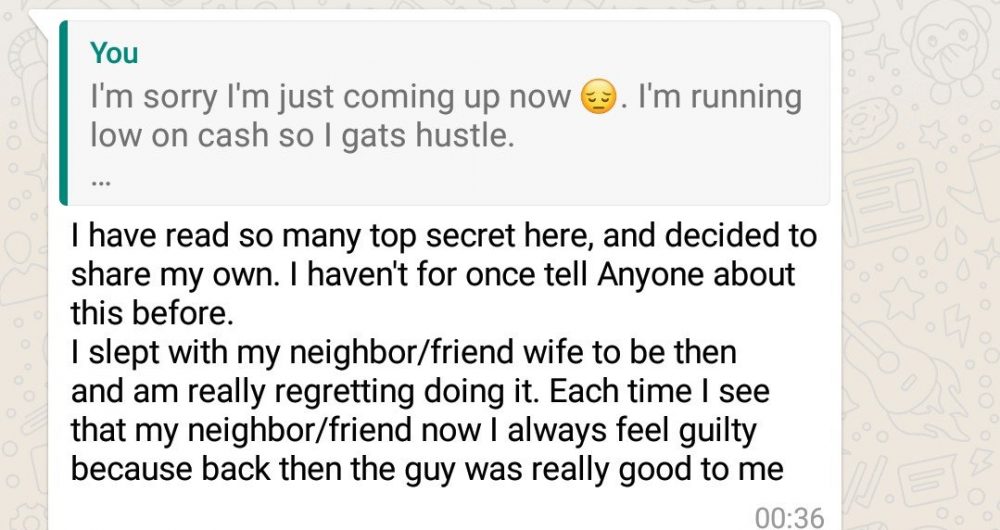 You
I'm sorry I'm just coming up now 😔. I'm running
low on cash so I gats hustle.
...
I have read so many top secret here, and decided to
share my own. I haven't for once tell Anyone about
this before.
I slept with my neighbor/friend wife to be then
and am really regretting doing it. Each time I see
that my neighbor/friend now I always feel guilty
because back then the guy was really good to me
00:36